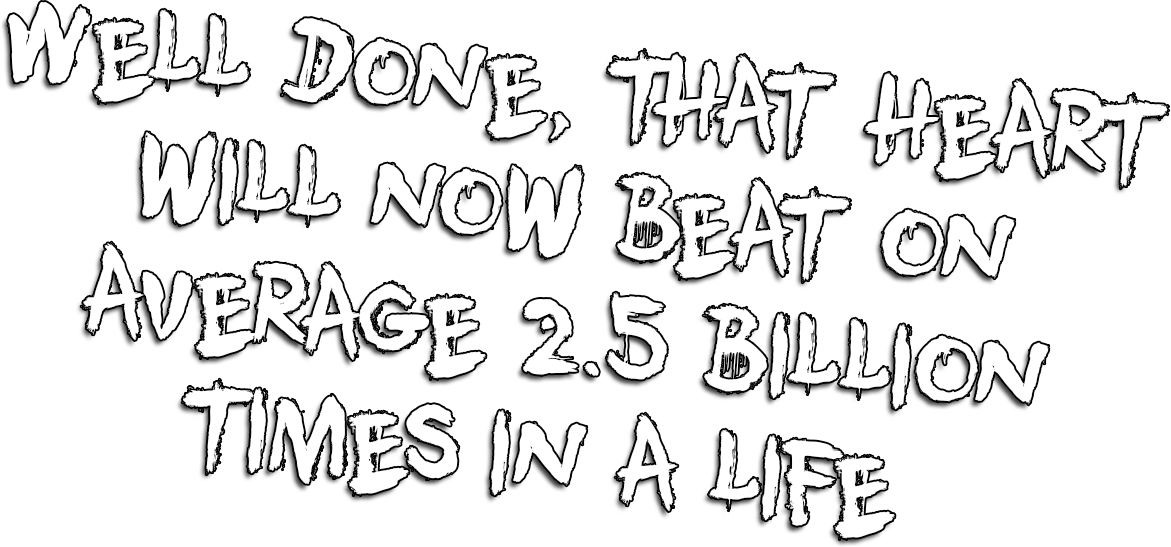 WELL DONE, THAT HEART
WILL NOW BEAT ON
AVERAGE 2.5 BILLION
TIMES IN A LIFE